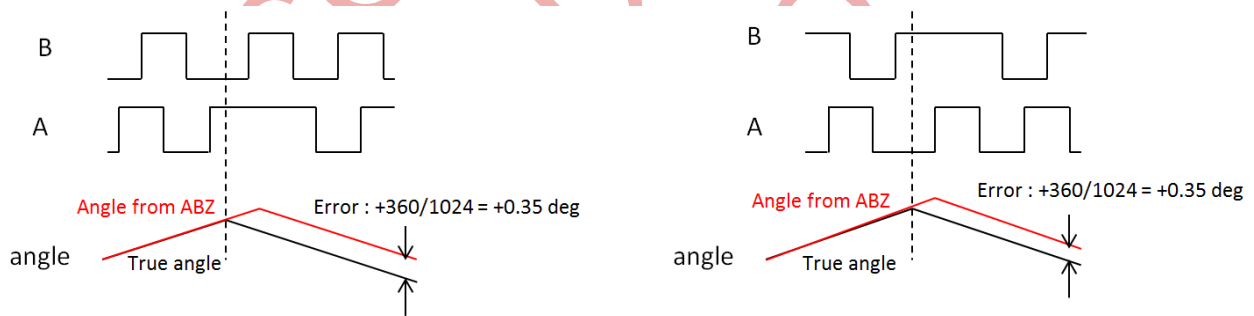 B
A
Angle from ABZ
Error : +360/1024 = +0.35 deg
angle
True angle
B
A
Error : +360/1024 = +0.35 deg
Angle from ABZ
angle
True angle